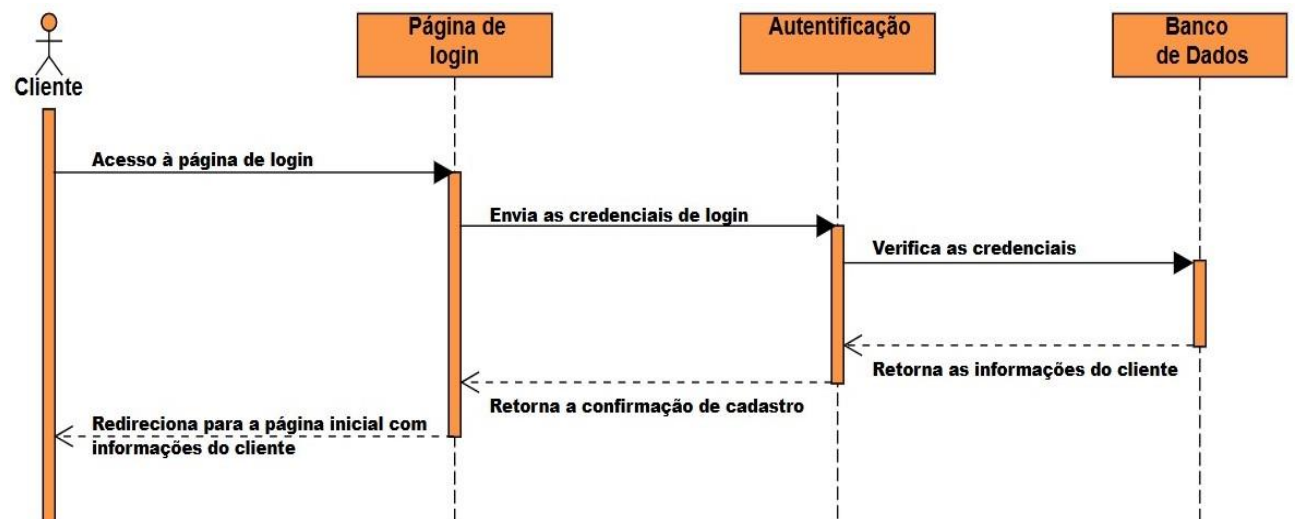 Cliente
Página de
login
Autentificação
Banco
de Dados
Acesso à página de login
Envia as credenciais de login
Verifica as credenciais
Retorna as informações do cliente
Retorna a confirmação de cadastro
Redireciona para a página inicial com
informações do cliente